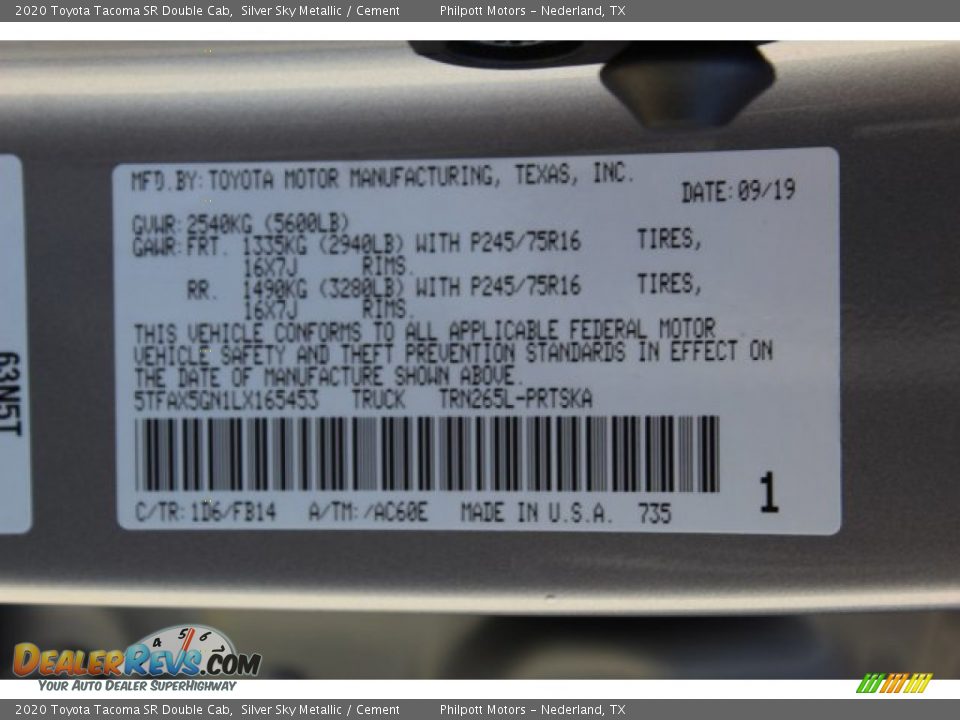 2020 Toyota Tacoma SR Double Cab, Silver Sky Metallic / Cement Philpott Motors - Nederland, TX
MFD.BY:TOYOTA MOTOR MANUFACTURING, TEXAS, INC.
DATE:09/19
GVWR:2540KG (5600LB)
GAWR:FRT. 1335KG (2940LB) WITH P245/75R16 TIRES,
16X7J RIMS.
RR. 1490KG (3280LB) WITH P245/75R16 TIRES,
16X7J RIMS.
THIS VEHICLE CONFORMS TO ALL APPLICABLE FEDERAL MOTOR
VEHICLE SAFETY AND THEFT PREVENTION STANDARDS IN EFFECT ON
THE DATE OF MANUFACTURE SHOWN ABOVE.
5TFAX5GN1LX165453 TRUCK TRN265L-PRTSKA
C/TR:1D6/FB14 A/TM:/AC60E MADE IN U.S.A. 735
1
63N5T
4 5 6 7
DEALERREVS.COM
YOUR AUTO DEALER SUPERHIGHWAY
2020 Toyota Tacoma SR Double Cab, Silver Sky Metallic / Cement Philpott Motors - Nederland, TX